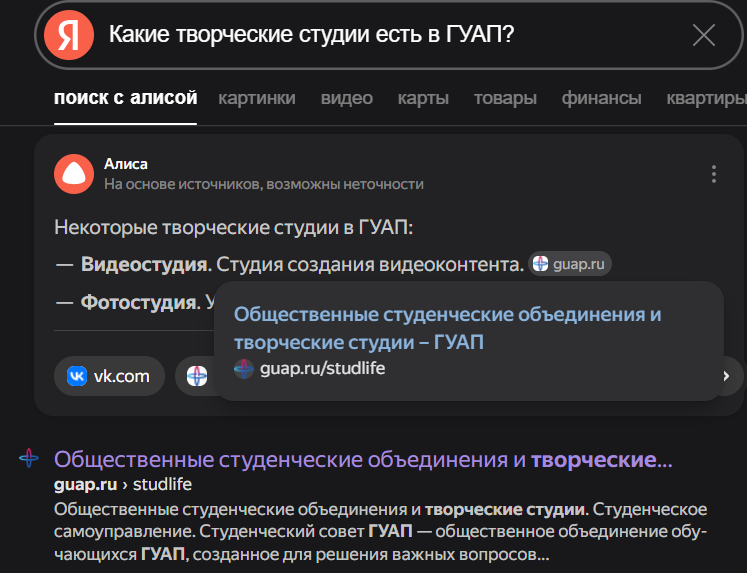 Я Какие творческие студии есть в ГУАП?
поиск с алисой картинки видео карты товары финансы квартиры
Алиса
На основе источников, возможны неточности
Некоторые творческие студии в ГУАП:
— Видеостудия. Студия создания видеоконтента. guap.ru
— Фотостудия.
Общественные студенческие объединения и
творческие студии – ГУАП
guap.ru/studlife
vk.com
Общественные студенческие объединения и творческие...
guap.ru › studlife
Общественные студенческие объединения и творческие студии. Студенческое
самоуправление. Студенческий совет ГУАП — общественное объединение обу-
чающихся ГУАП, созданное для решения важных вопросов...